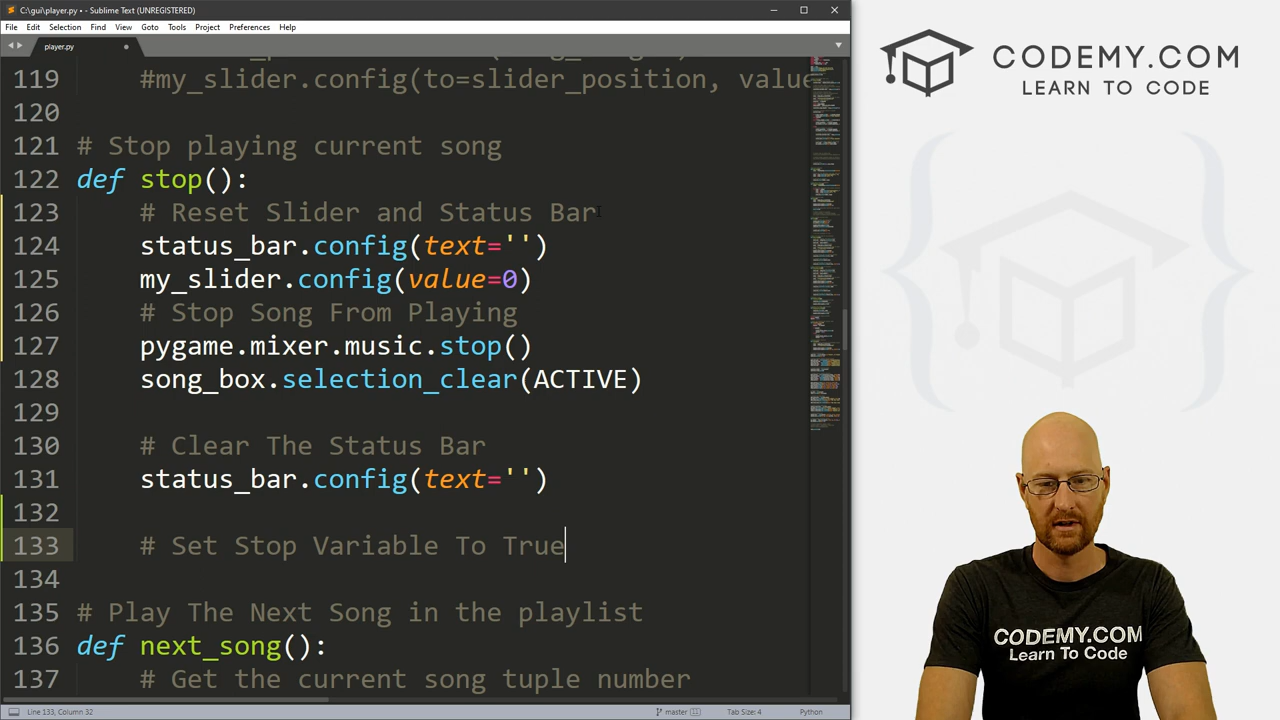 C:\gui\player.py • - Sublime Text (UNREGISTERED)
File Edit Selection Find View Goto Tools Project Preferences Help
player.py
119 #my_slider.config(to=slider_position, value
120
121 # Stop playing current song
122 def stop():
123 # Reset Slider and Status Bar
124 status_bar.config(text='')
125 my_slider.config(value=0)
126 # Stop Song From Playing
127 pygame.mixer.music.stop()
128 song_box.selection_clear(ACTIVE)
129
130 # Clear The Status Bar
131 status_bar.config(text='')
132
133 # Set Stop Variable To True
134
135 # Play The Next Song in the playlist
136 def next_song():
137 # Get the current song tuple number
Line 133, Column 32 master 11 Tab Size: 4 Python
CODEMY.COM
LEARN TO CODE
CODEMY.COM
Learn To Code